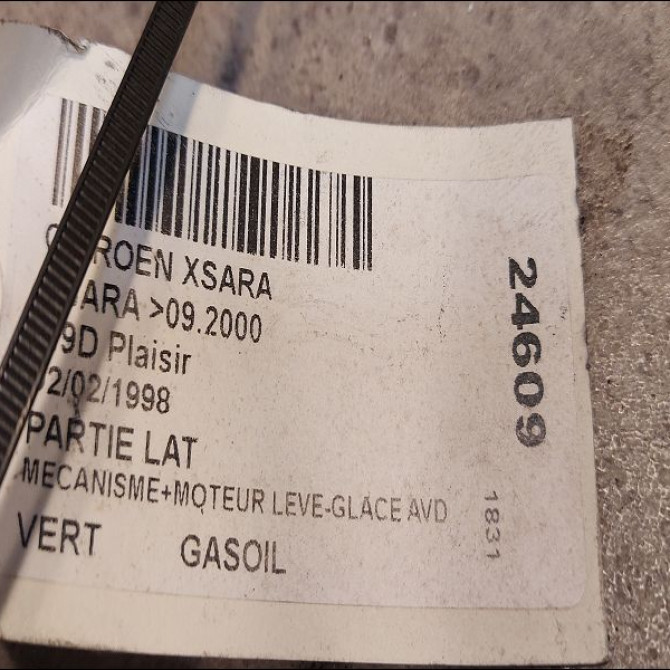 ROEN XSARA
ARA >09.2000
9D Plaisir
2/02/1998
PARTIE LAT
MECANISME+MOTEUR LEVE-GLACE AVD
VERT GASOIL
24609
1831